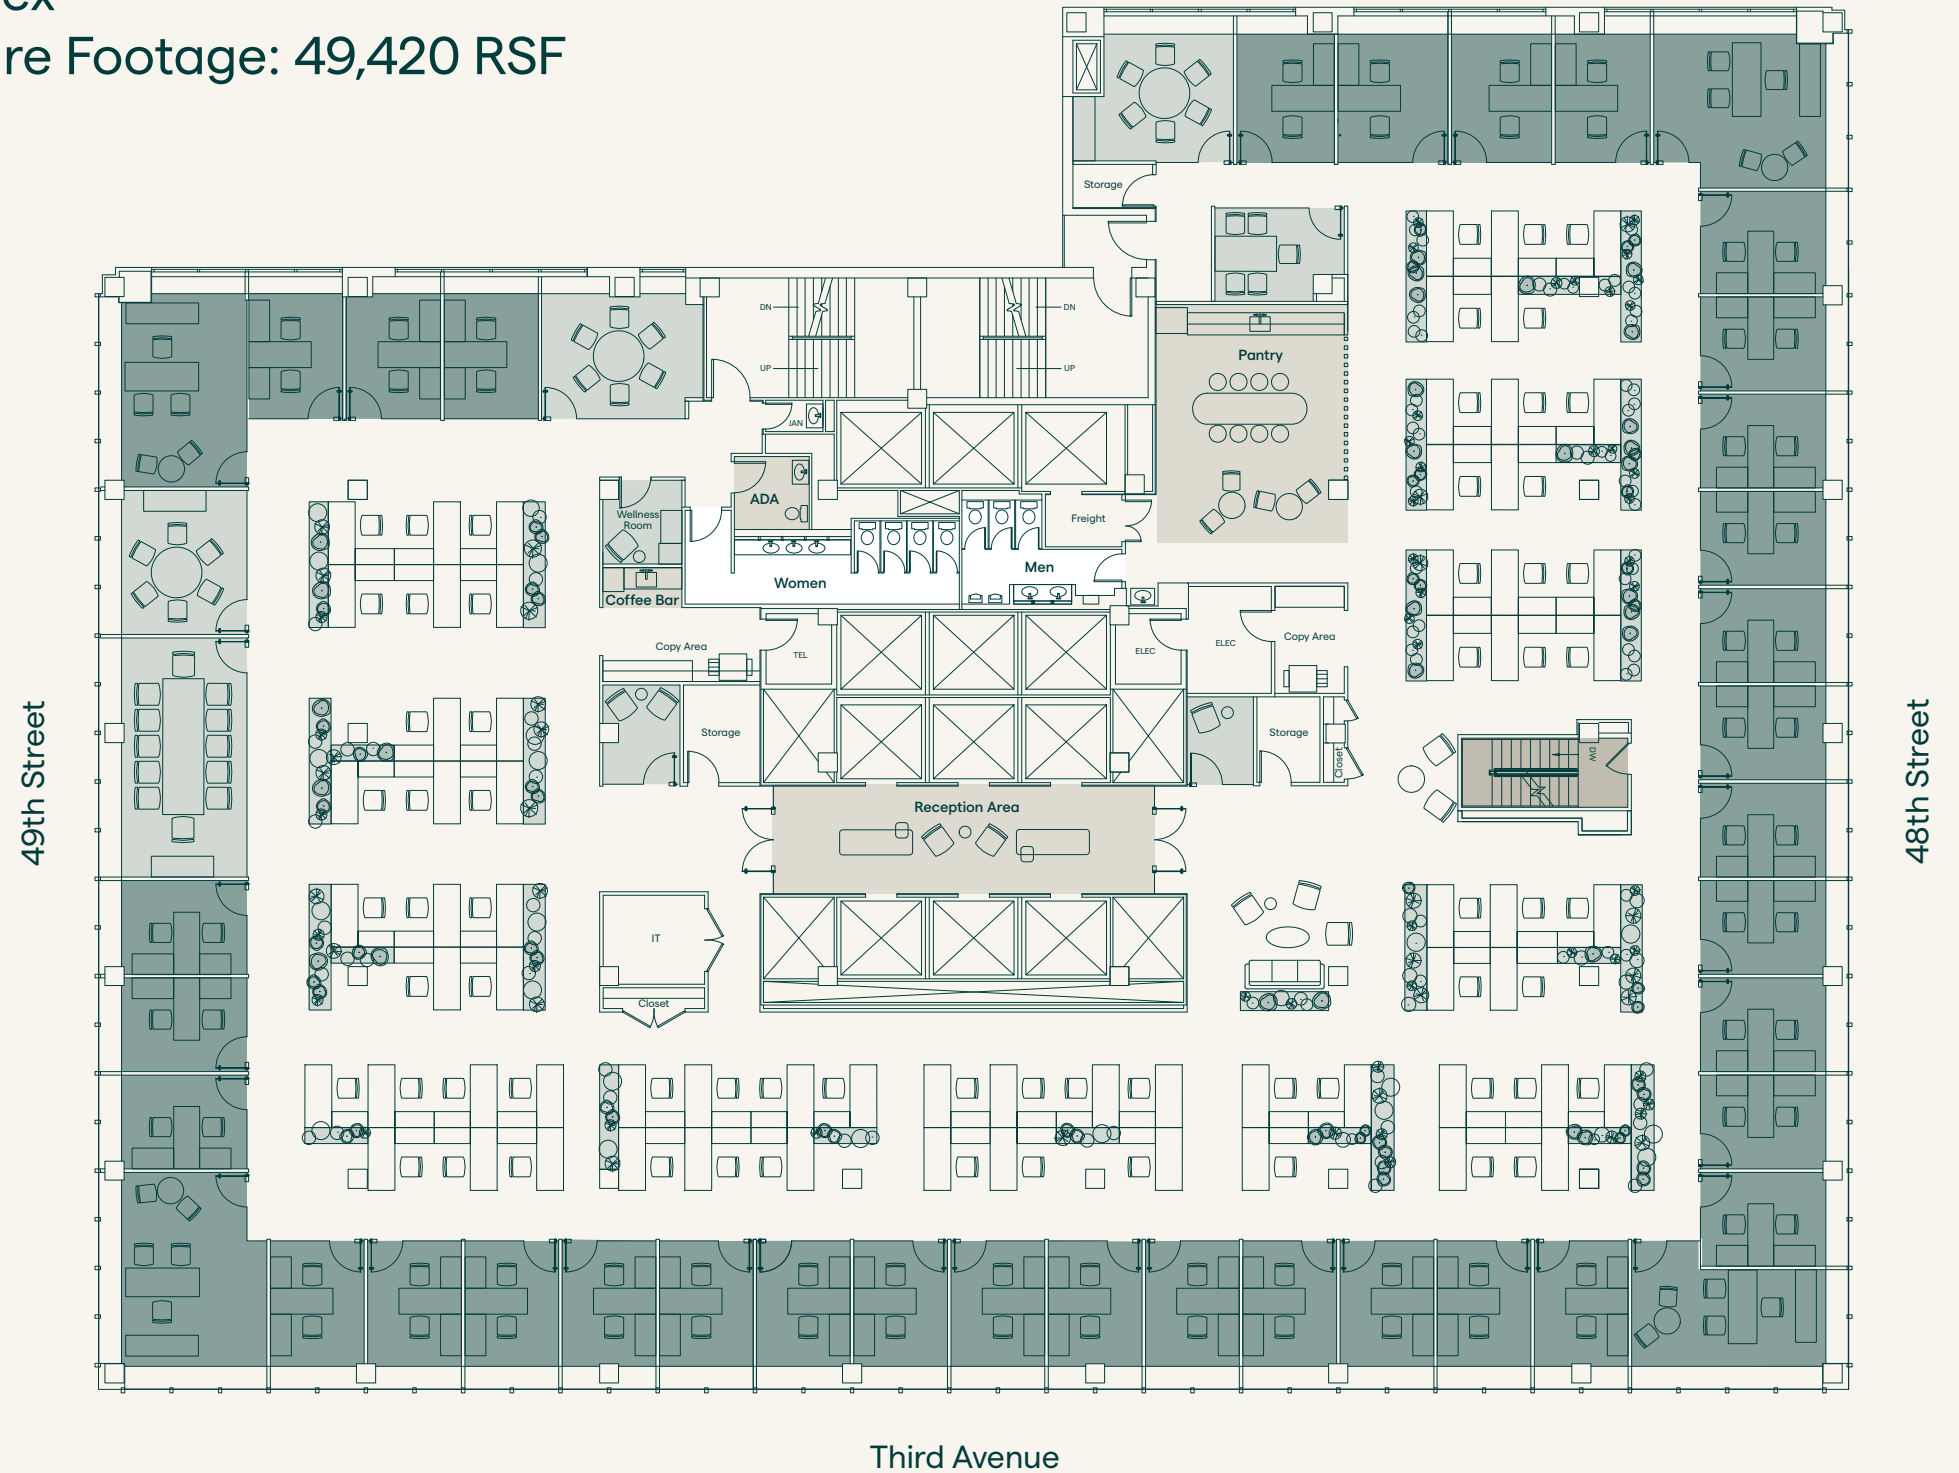 re Footage: 49,420 RSF
Storage
DN
DN
UP
UP
Pantry
JAN
ADA
Wellness
Room
Freight
Men
Women
Coffee Bar
Copy Area
TEL
ELEC
ELEC
Copy Area
Storage
Storage
Closet
DW
Reception Area
IT
Closet
49th Street
48th Street
Third Avenue